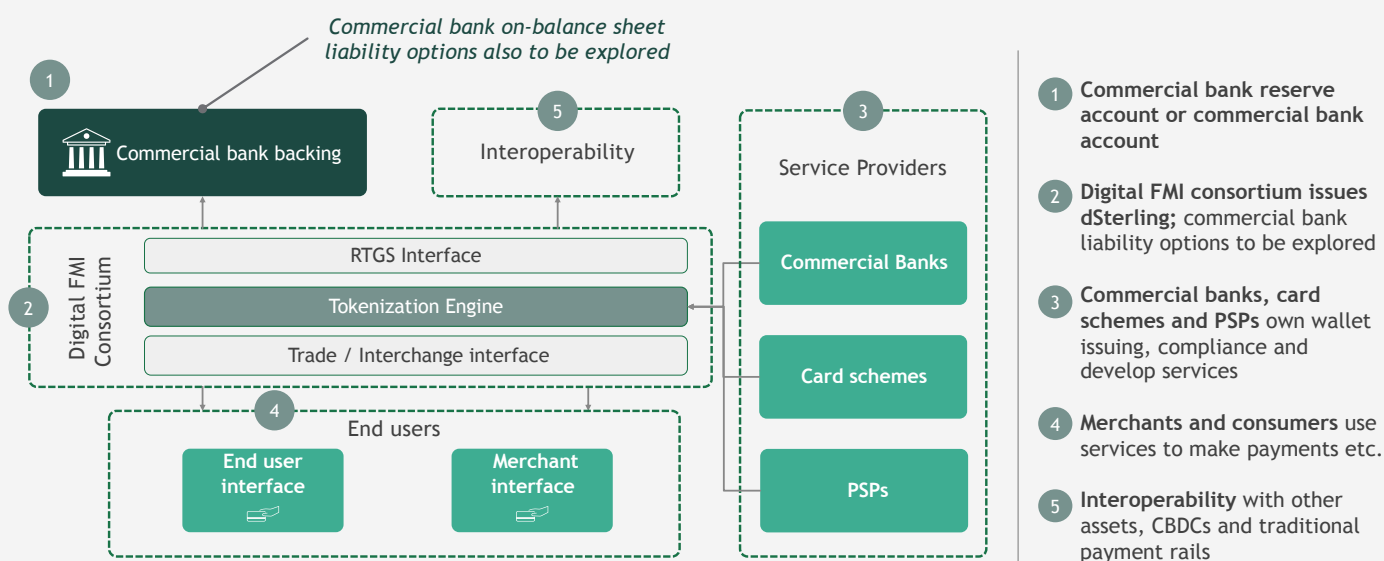 Commercial bank on-balance sheet
liability options also to be explored
1
Commercial bank backing
5
Interoperability
3
Service Providers
Commercial Banks
Card schemes
PSPs
2
Digital FMI
Consortium
RTGS Interface
Tokenization Engine
Trade / Interchange interface
4
End users
End user
interface
Merchant
interface
1
Commercial bank reserve
account or commercial bank
account
2
Digital FMI consortium issues
dSterling; commercial bank
liability options to be explored
3
Commercial banks, card
schemes and PSPs own wallet
issuing, compliance and
develop services
4
Merchants and consumers use
services to make payments etc.
5
Interoperability with other
assets, CBDCs and traditional
payment rails